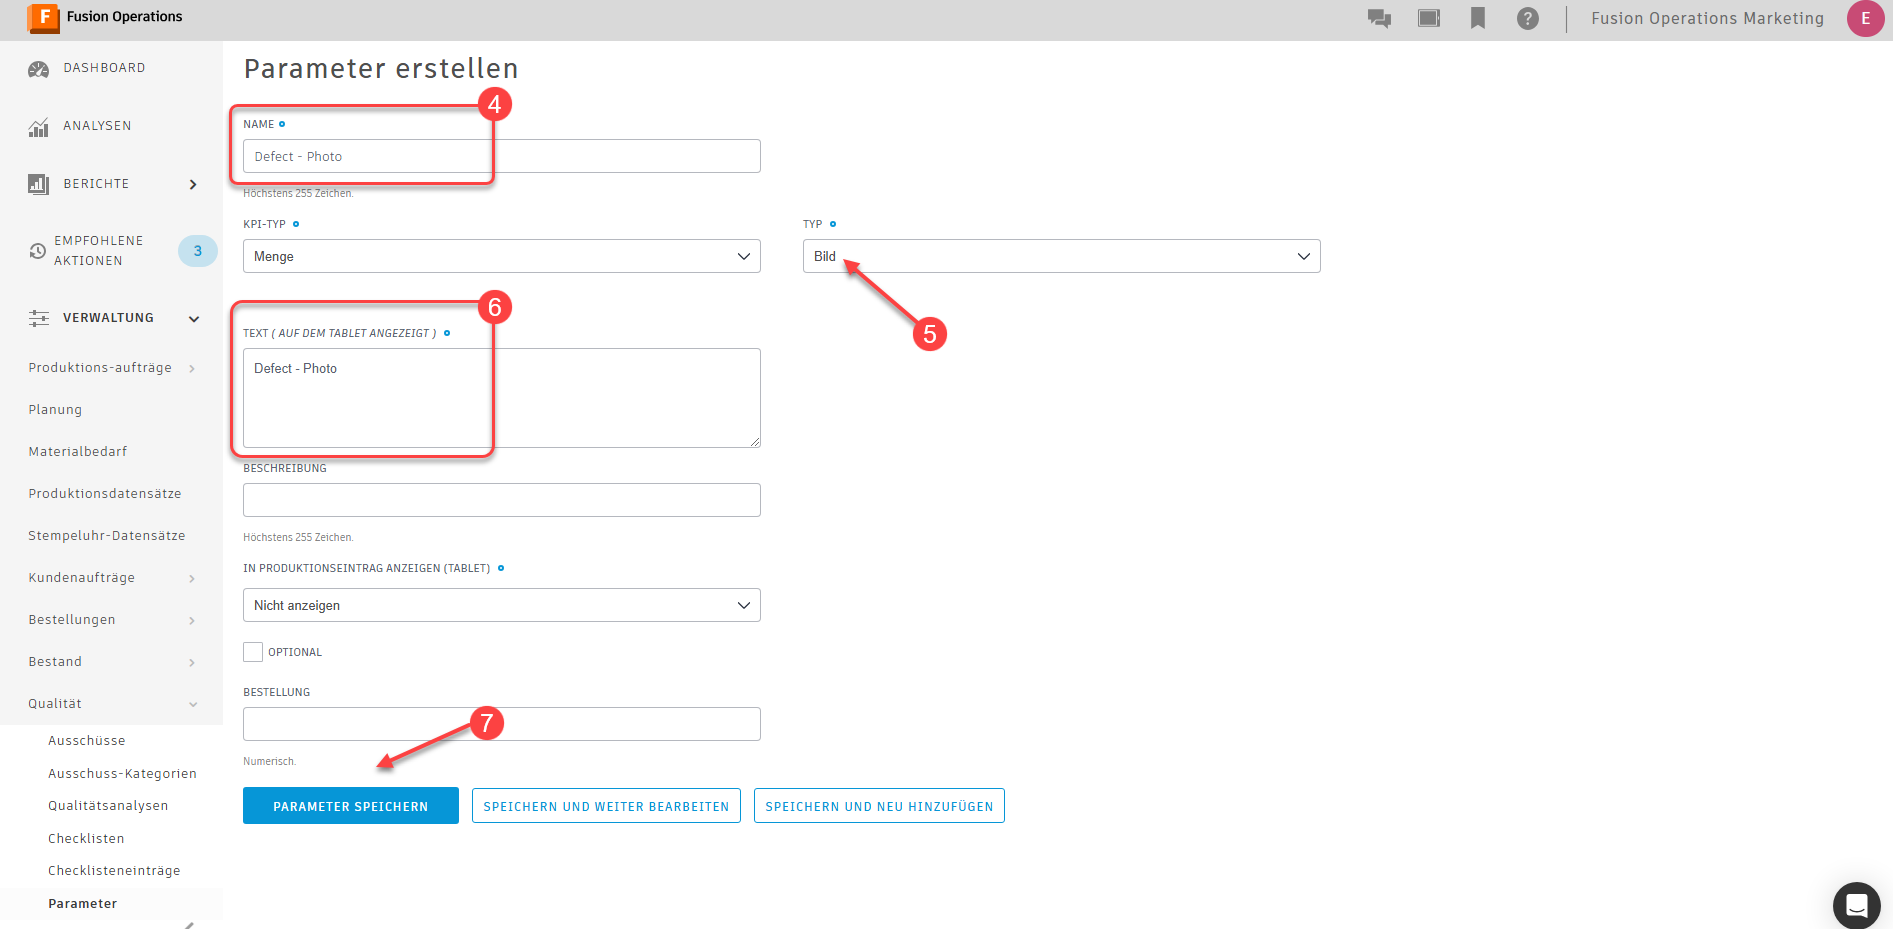 F Fusion Operations
? Fusion Operations Marketing E
DASHBOARD
ANALYSEN
BERICHTE
EMPFOHLENE
AKTIONEN
3
VERWALTUNG
Produktions-aufträge
Planung
Materialbedarf
Produktionsdatensätze
Stempeluhr-Datensätze
Kundenaufträge
Bestellungen
Bestand
Qualität
Ausschüsse
Ausschuss-Kategorien
Qualitätsanalysen
Checklisten
Checklisteneinträge
Parameter
Parameter erstellen
4
NAME
Defect - Photo
Höchstens 255 Zeichen.
KPI-TYP
Menge
TYP
Bild
5
6
TEXT ( AUF DEM TABLET ANGEZEIGT )
Defect - Photo
BESCHREIBUNG
Höchstens 255 Zeichen.
IN PRODUKTIONSEINTRAG ANZEIGEN (TABLET)
Nicht anzeigen
OPTIONAL
BESTELLUNG
7
Numerisch.
PARAMETER SPEICHERN
SPEICHERN UND WEITER BEARBEITEN
SPEICHERN UND NEU HINZUFÜGEN